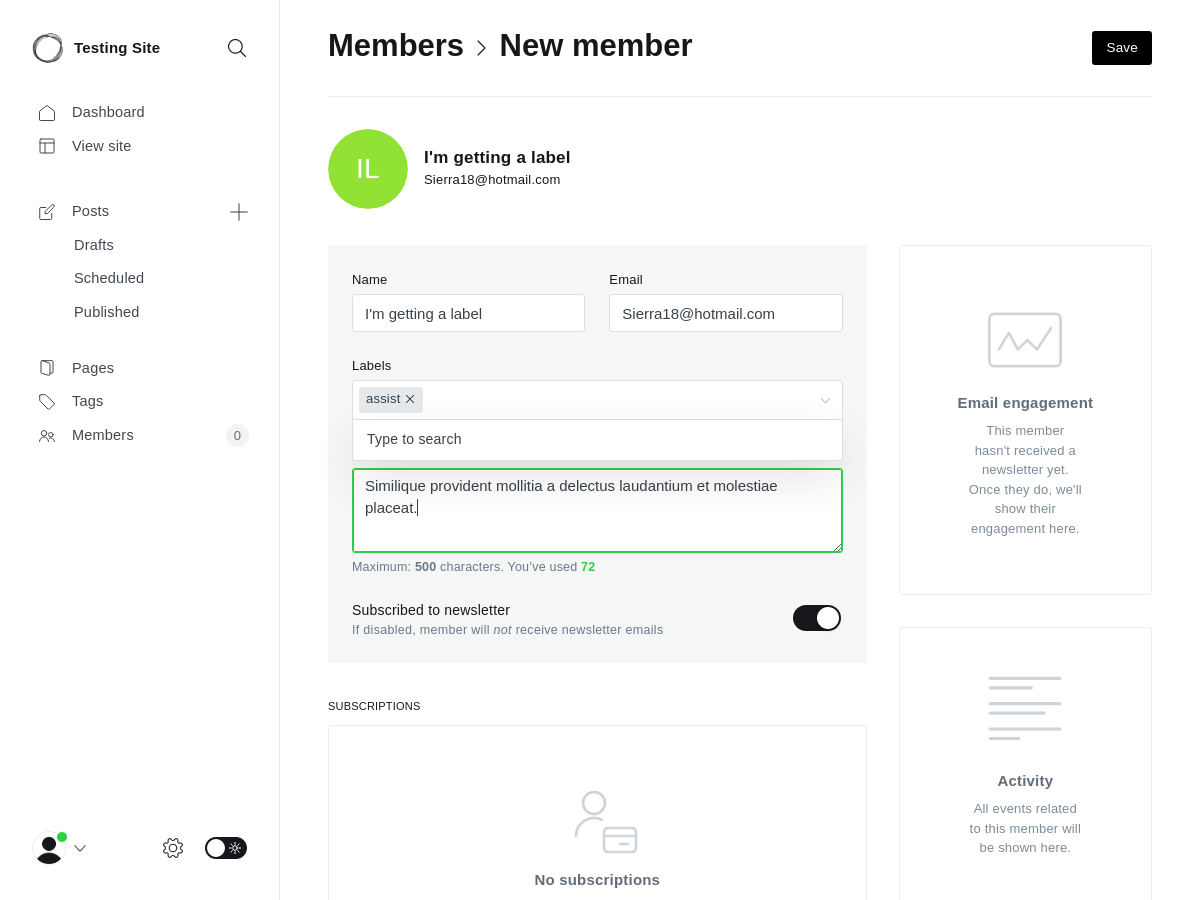 Testing Site
Dashboard
View site
Posts
Drafts
Scheduled
Published
Pages
Tags
Members
0
Members > New member
Save
IL
I'm getting a label
Sierra18@hotmail.com
Name
Email
I'm getting a label
Sierra18@hotmail.com
Labels
assist
Type to search
Similique provident mollitia a delectus laudantium et molestiae
placeat.
Maximum: 500 characters. You’ve used 72
Subscribed to newsletter
If disabled, member will not receive newsletter emails
SUBSCRIPTIONS
No subscriptions
Email engagement
This member
hasn't received a
newsletter yet.
Once they do, we'll
show their
engagement here.
Activity
All events related
to this member will
be shown here.